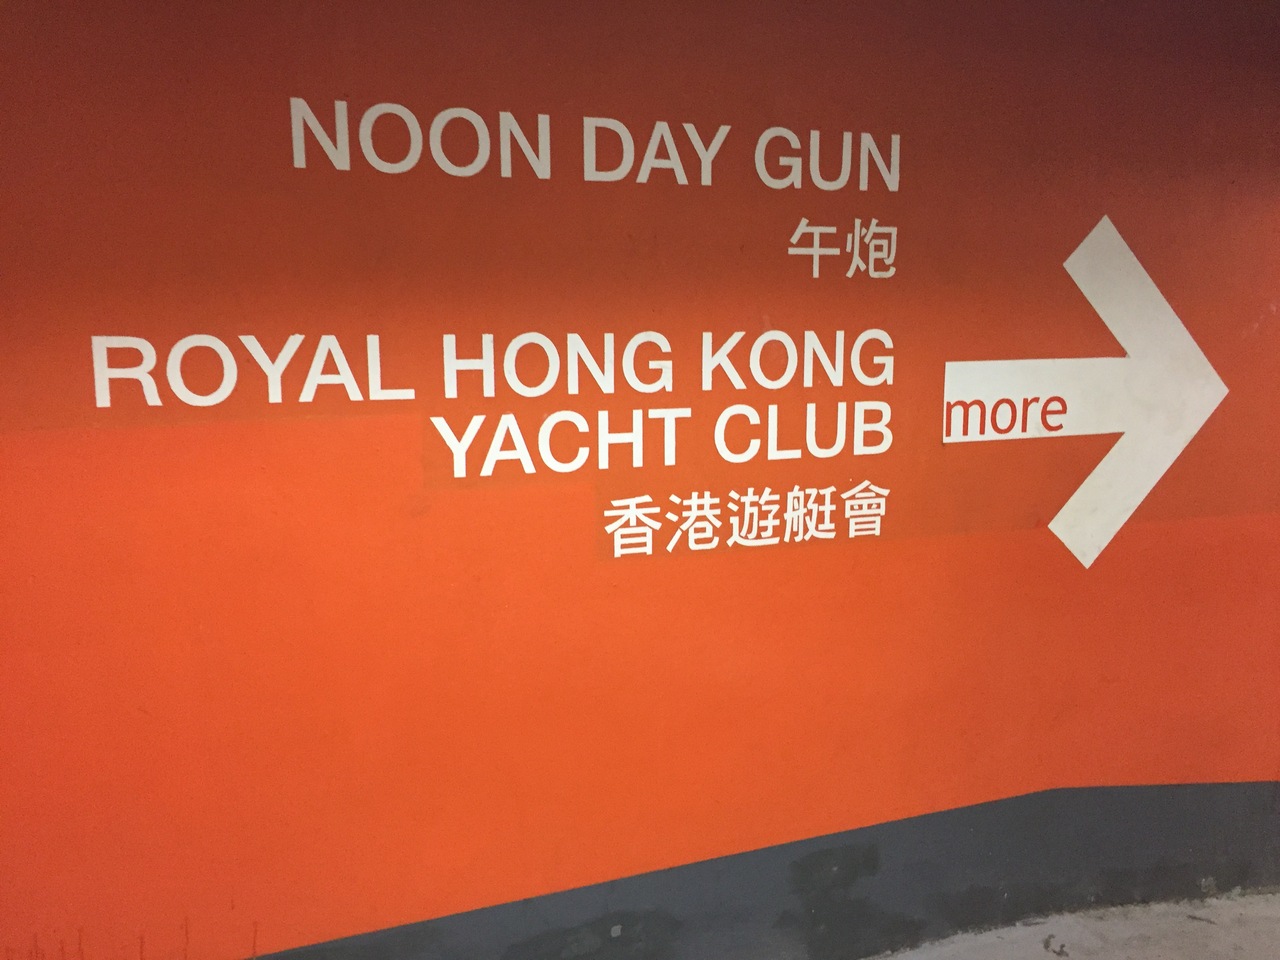 NOON DAY GUN
午炮
ROYAL HONG KONG
YACHT CLUB
香港遊艇會
more